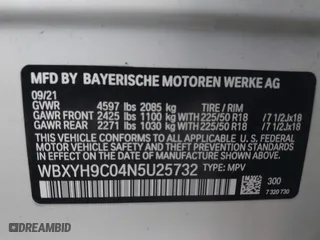 MFD BY BAYERISCHE MOTOREN WERKE AG
09/21
GVWR 4597 lbs 2085 kg TIRE / RIM
GAWR FRONT 2425 lbs 1100 kg WITH 225/50 R18 / 7 1/2Jx18
GAWR REAR 2271 lbs 1030 kg WITH 225/50 R18 / 7 1/2Jx18
THIS VEHICLE CONFORMS TO ALL APPLICABLE
U. S. FEDERAL MOTOR VEHICLE SAFETY,
BUMPER, AND THEFT PREVENTION STANDARDS
IN EFFECT ON THE DATE OF MANUFACTURE
SHOWN ABOVE.
WBXYH9C04N5U25732 TYPE: MPV
300
7 320 730
© DREAMBID